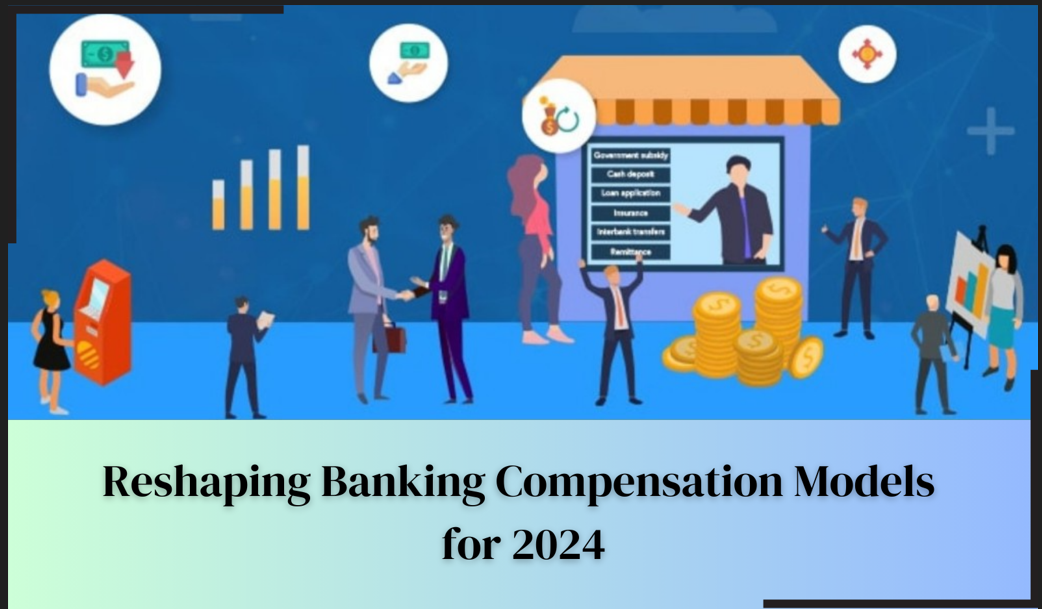 Government subsidy
Cash deposit
Loan application
Insurance
Interbank transfers
Remittance
Reshaping Banking Compensation Models
for 2024